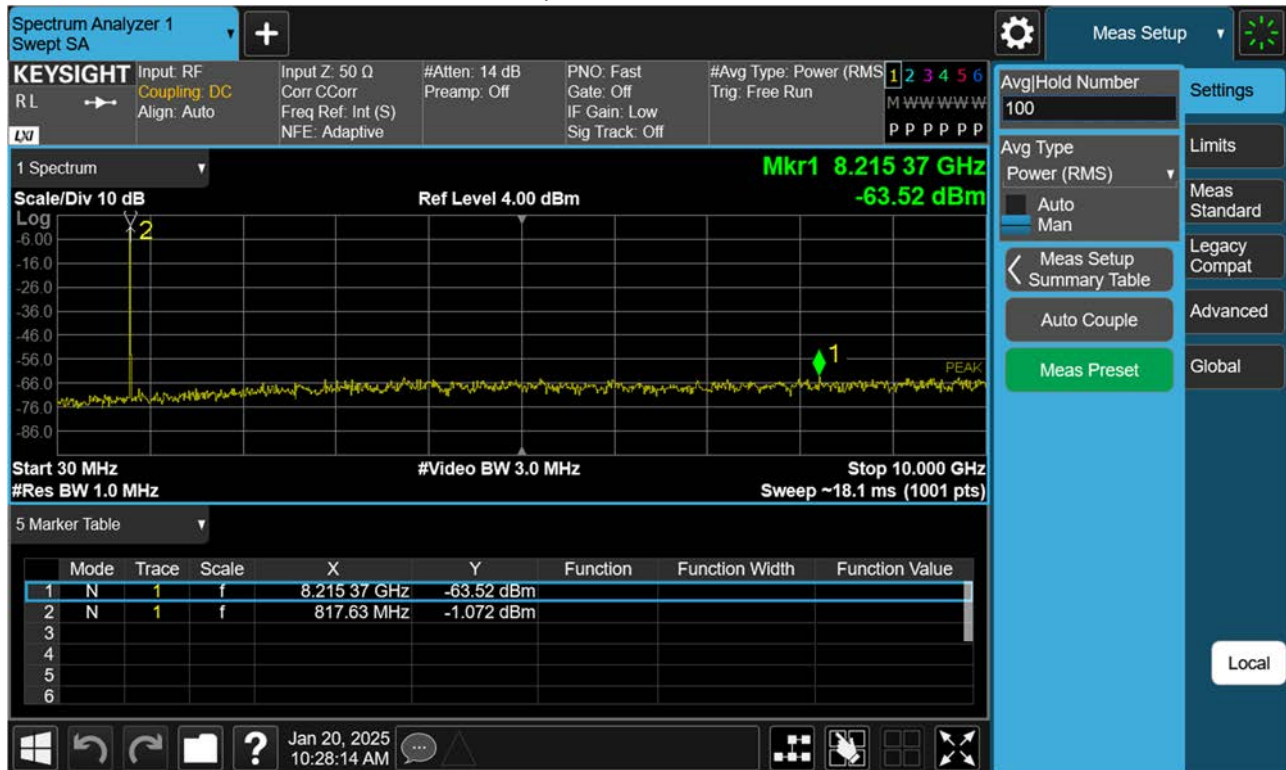 Spectrum Analyzer 1
Swept SA
+
Meas Setup
KEYSIGHT
RL
LXI
Input: RF
Coupling: DC
Align: Auto
Input Z: 50 Ω
Corr CCorr
Freq Ref: Int (S)
NFE: Adaptive
#Atten: 14 dB
Preamp: Off
PNO: Fast
Gate: Off
IF Gain: Low
Sig Track: Off
#Avg Type: Power (RMS
Trig: Free Run
1 2 3 4 5 6
M W W W W W
P P P P P P
1 Spectrum
Mkr1 8.215 37 GHz
-63.52 dBm
Scale/Div 10 dB
Ref Level 4.00 dBm
Log
-6.00
-16.0
-26.0
-36.0
-46.0
-56.0
-66.0
-76.0
-86.0
2
1
PEAK
Start 30 MHz
#Video BW 3.0 MHz
Stop 10.000 GHz
#Res BW 1.0 MHz
Sweep ~18.1 ms (1001 pts)
5 Marker Table
Mode Trace Scale X Y Function Function Width Function Value
1 N 1 f 8.215 37 GHz -63.52 dBm
2 N 1 f 817.63 MHz -1.072 dBm
3
4
5
6
Avg|Hold Number
100
Avg Type
Power (RMS)
Auto
Man
Meas Setup
Summary Table
Auto Couple
Meas Preset
Settings
Limits
Meas
Standard
Legacy
Compat
Advanced
Global
Local
?
Jan 20, 2025
10:28:14 AM